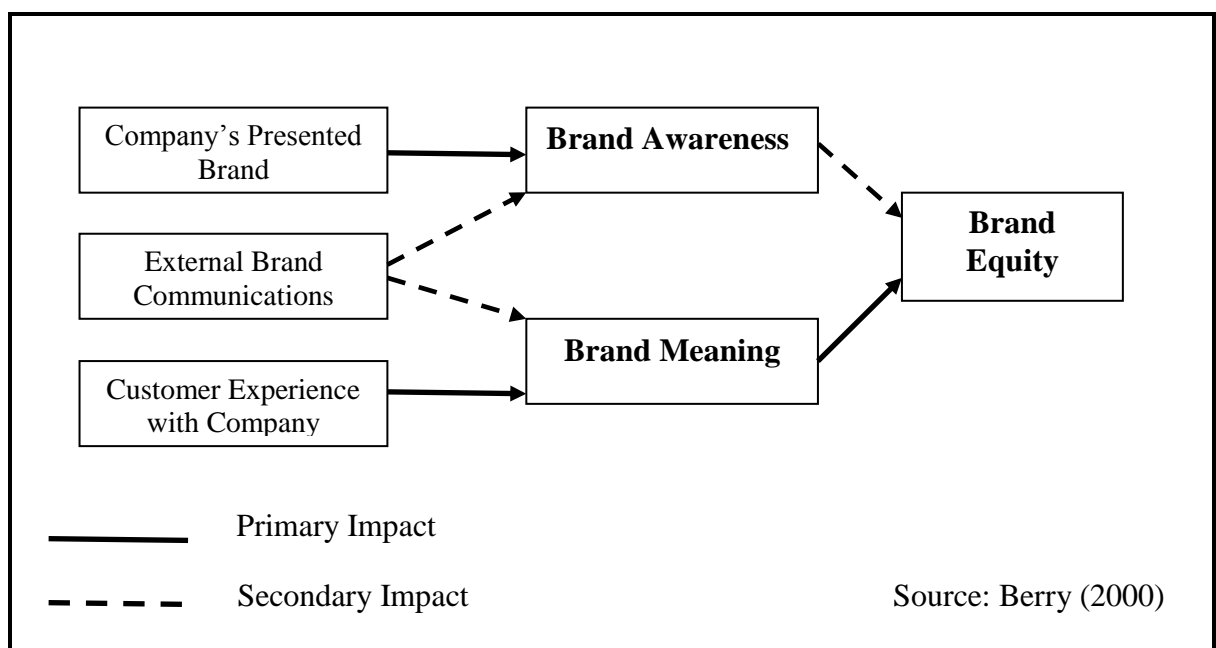 Company’s Presented
Brand
Brand Awareness
External Brand
Communications
Brand
Equity
Brand Meaning
Customer Experience
with Company
Primary Impact
Secondary Impact
Source: Berry (2000)